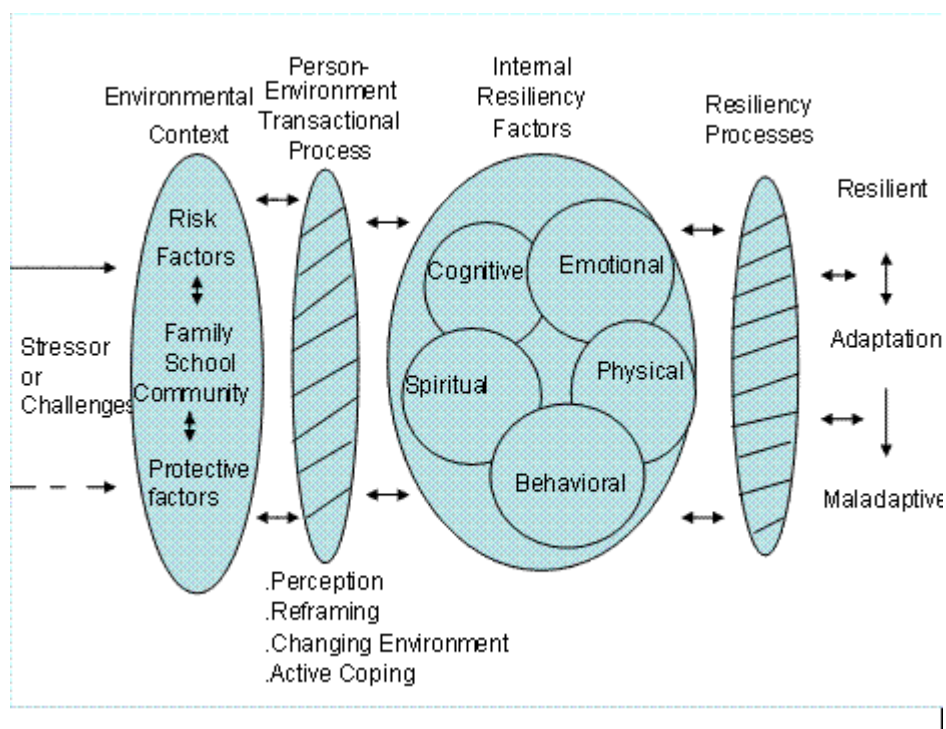 Environmental
Context
Person-
Environment
Transactional
Process
Internal
Resiliency
Factors
Resiliency
Processes
Stressor
or
Challenges
Risk
Factors
Family
School
Community
Protective
factors
.Perception
.Reframing
.Changing Environment
.Active Coping
Cognitive
Emotional
Spiritual
Physical
Behavioral
Resilient
Adaptation
Maladaptive